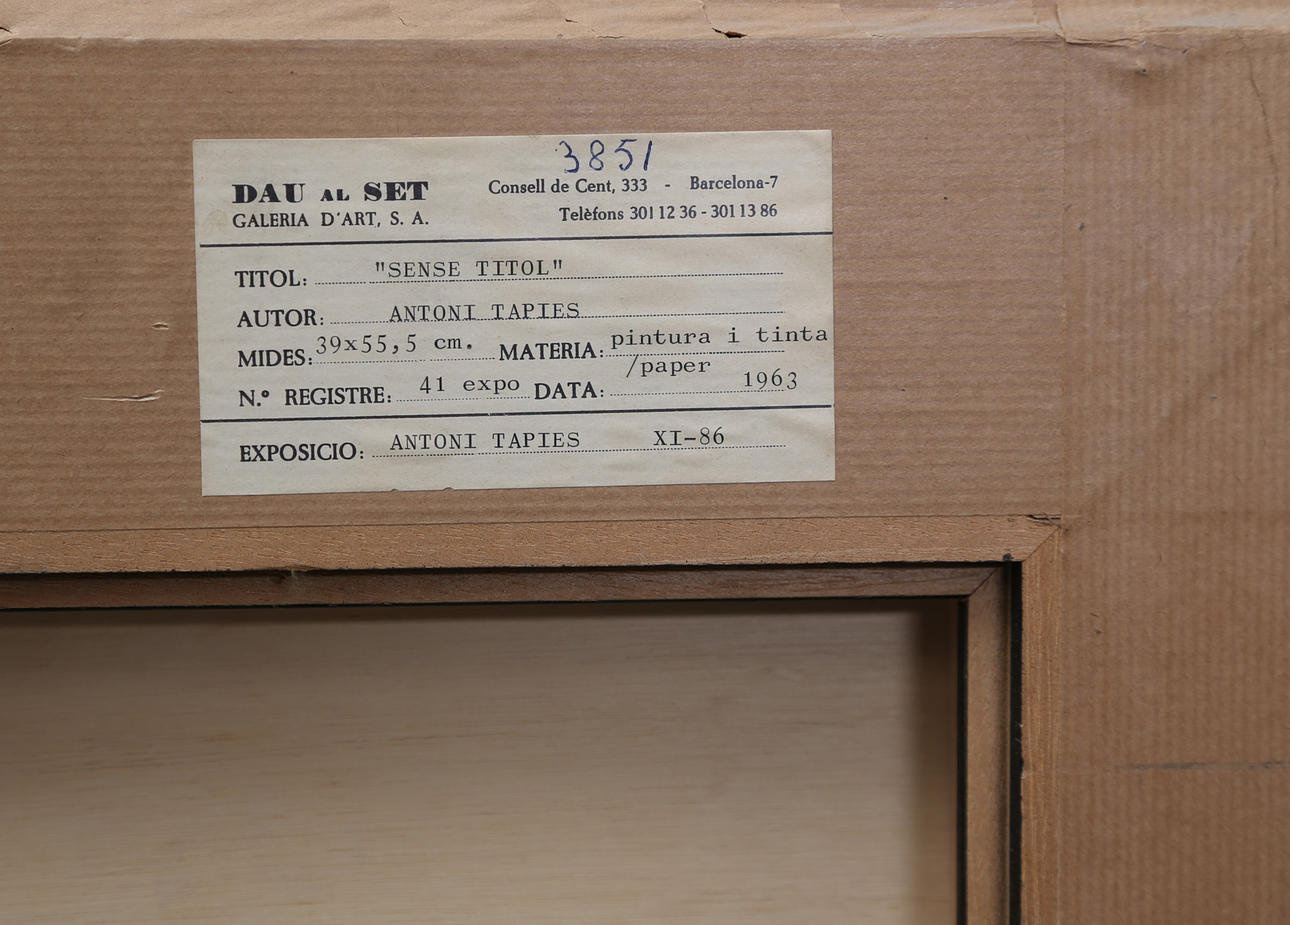 3851
DAU AL SET Consell de Cent, 333 - Barcelona-7
GALERIA D'ART, S. A. Telèfons 301 12 36 - 301 13 86
TITOL: "SENSE TITOL"
AUTOR: ANTONI TAPIES
MIDES: 39x55,5 cm. MATERIA: pintura i tinta
/paper
N.º REGISTRE: 41 expo DATA: 1963
EXPOSICIO: ANTONI TAPIES XI-86